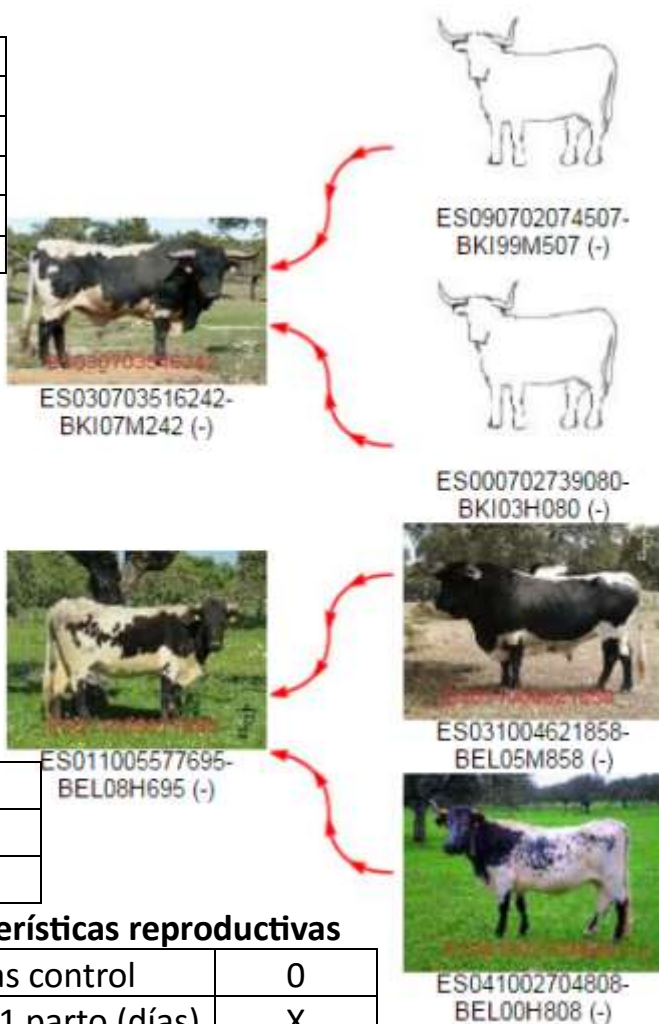 ES090702074507-
BKI99M507 (-)
ES030703516242-
BKI07M242 (-)
ES000702739080-
BKI03H080 (-)
ES031004621858-
BEL05M858 (-)
ES011005577695-
BEL08H695 (-)
erísticas reproductivas
as control 0
1 parto (días) X
ES041002704808-
BEL00H808 (-)